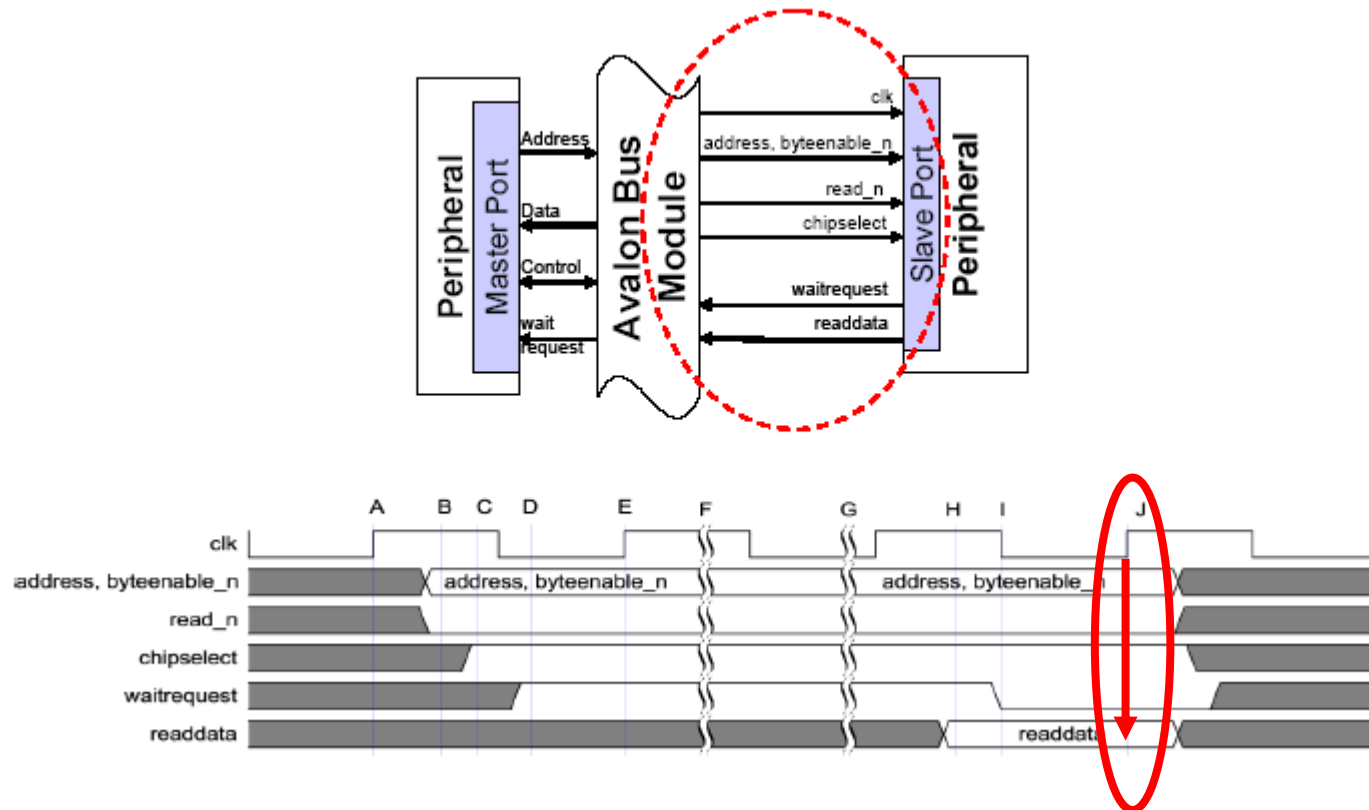 Peripheral
Master Port
Address
Data
Control
wait
request
Avalon Bus
Module
clk
address, byteenable_n
read_n
chipselect
waitrequest
readdata
Slave Port
Peripheral
A B C D E F G H I J
clk
address, byteenable_n address, byteenable_n address, byteenable_n
read_n
chipselect
waitrequest
readdata readdata